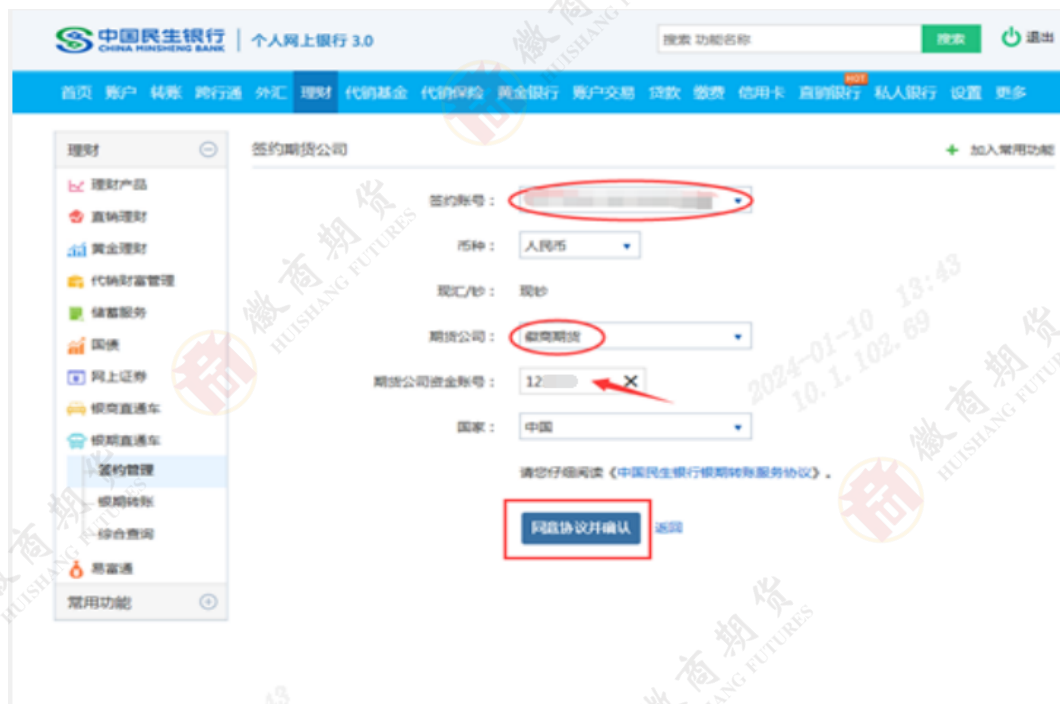 中国民生银行
CHINA MINSHENG BANK
个人网上银行 3.0
搜索 功能名称
搜索
退出
HOT
首页 账户 转账 跨行通 外汇 理财 代销基金 代销保险 黄金银行 账户交易 贷款 缴费 信用卡 直销银行 私人银行 设置 更多
理财
理财产品
直销理财
黄金理财
代销财富管理
储蓄服务
国债
网上证券
银商直通车
银期直通车
签约管理
银期转账
综合查询
易富通
常用功能
签约期货公司
+ 加入常用功能
签约账号：
币种： 人民币
现汇/钞： 现钞
期货公司： 徽商期货
期货公司资金账号： 12
国家： 中国
请您仔细阅读《中国民生银行银期转账服务协议》.
同意协议并确认 返回
徽商期货
HUISHANG FUTURES
2024-01-10 13:43
10.1.102.69